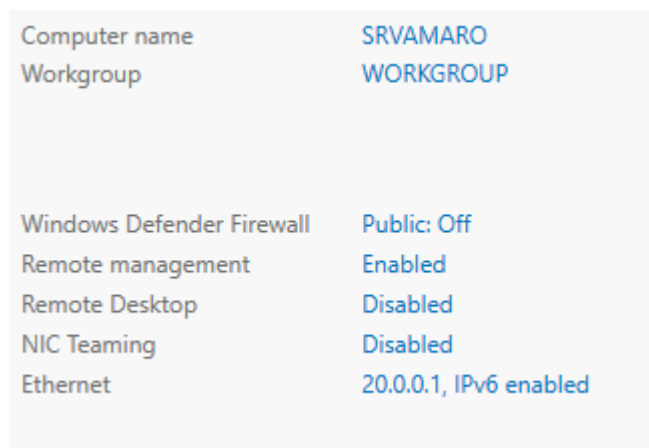 Computer name SRVAMARO
Workgroup WORKGROUP
Windows Defender Firewall Public: Off
Remote management Enabled
Remote Desktop Disabled
NIC Teaming Disabled
Ethernet 20.0.0.1, IPv6 enabled